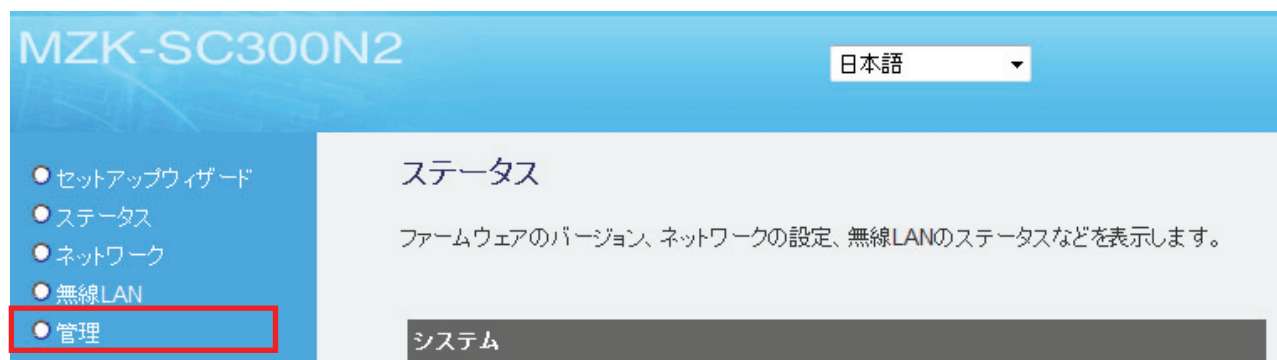 MZK-SC300N2
日本語
セットアップウィザード
ステータス
ネットワーク
無線LAN
管理
ステータス
ファームウェアのバージョン、ネットワークの設定、無線LANのステータスなどを表示します。
システム